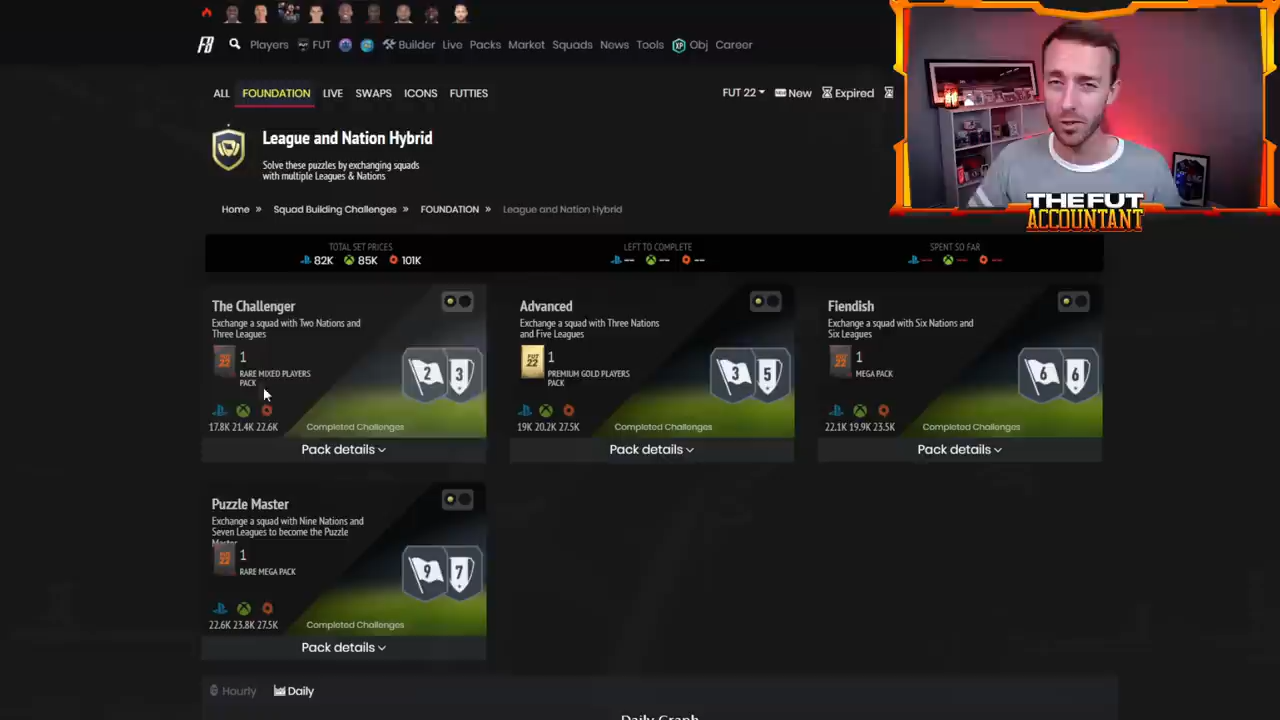 F8 Players FUT Builder Live Packs Market Squads News Tools XP Obj Career
ALL FOUNDATION LIVE SWAPS ICONS FUTTIES FUT 22 New Expired
League and Nation Hybrid
Solve these puzzles by exchanging squads
with multiple Leagues & Nations
Home » Squad Building Challenges » FOUNDATION » League and Nation Hybrid
THE FUT
ACCOUNTANT
TOTAL SET PRICES
82K 85K 101K
LEFT TO COMPLETE
-- -- --
SPENT SO FAR
-- -- --
The Challenger
Exchange a squad with Two Nations and
Three Leagues
1
RARE MIXED PLAYERS
PACK
2 3
17.8K 21.4K 22.6K
Completed Challenges
Pack details
Advanced
Exchange a squad with Three Nations
and Five Leagues
FUT
22
1
PREMIUM GOLD PLAYERS
PACK
3 5
19K 20.2K 27.5K
Completed Challenges
Pack details
Fiendish
Exchange a squad with Six Nations and
Six Leagues
1
MEGA PACK
6 6
22.1K 19.9K 23.5K
Completed Challenges
Pack details
Puzzle Master
Exchange a squad with Nine Nations and
Seven Leagues to become the Puzzle
Master
1
RARE MEGA PACK
9 7
22.6K 23.8K 27.5K
Completed Challenges
Pack details
Hourly Daily
Daily Graph